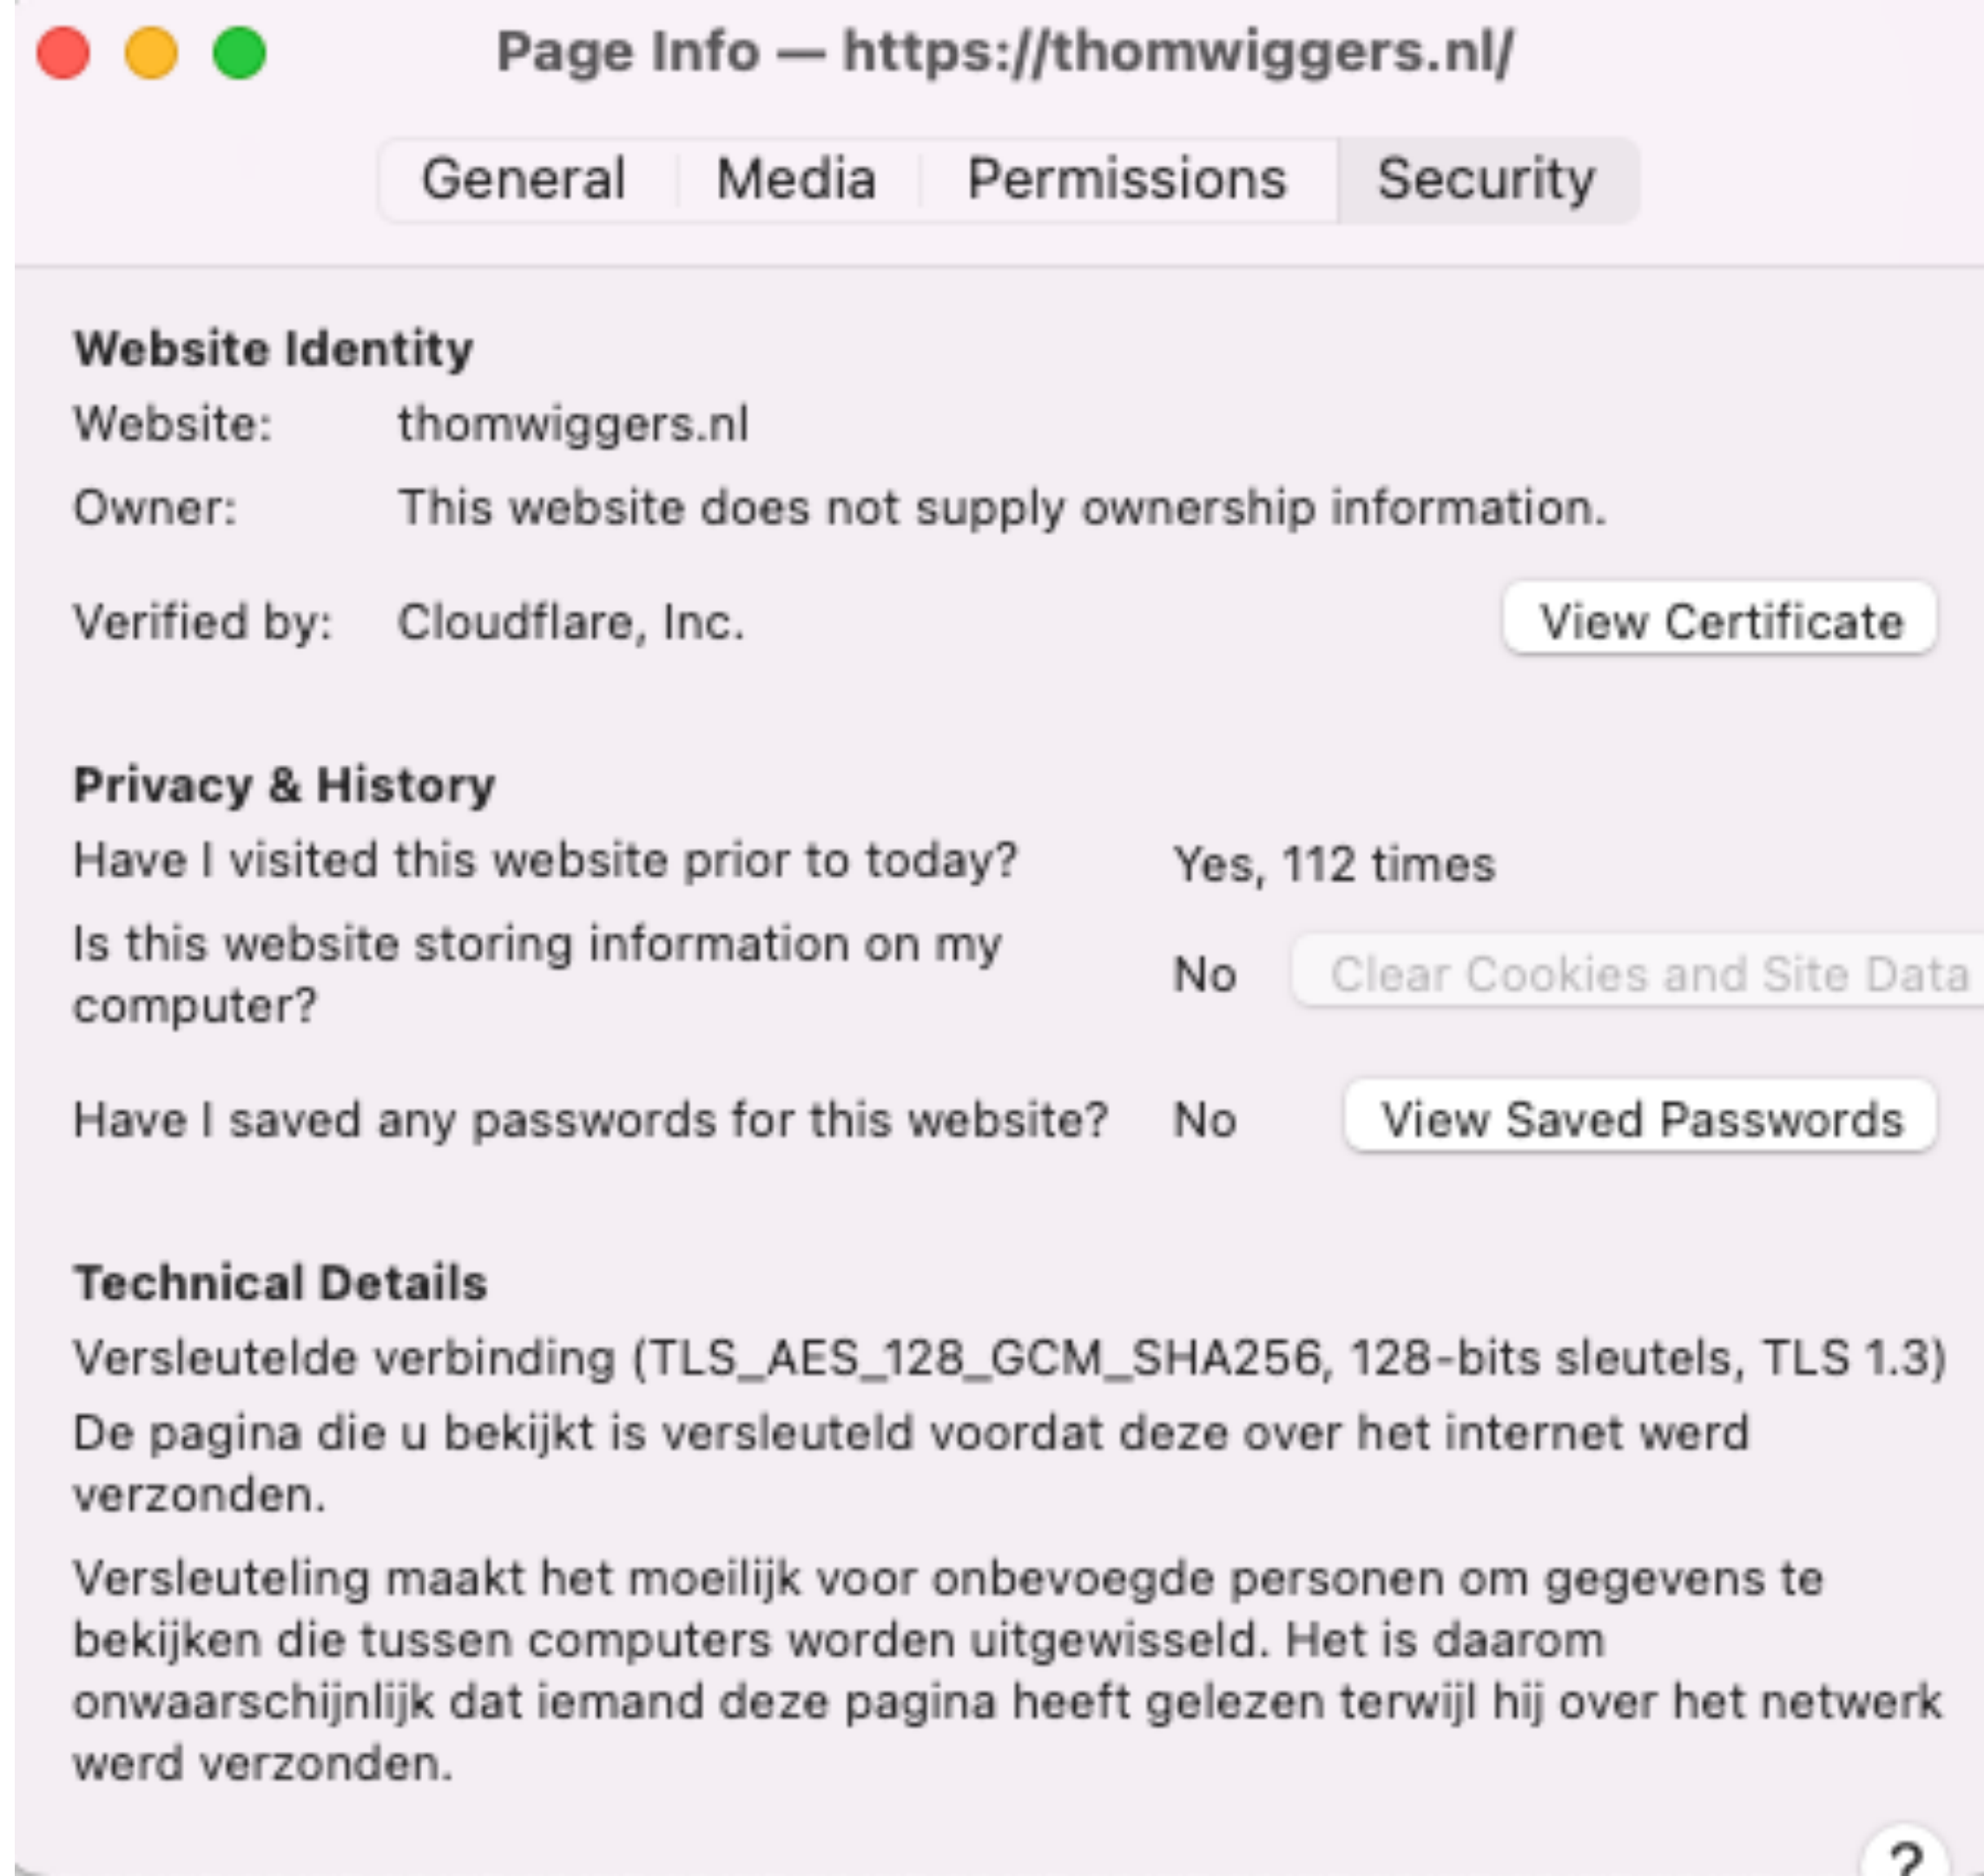 Page Info — https://thomwiggers.nl/
General Media Permissions Security
Website Identity
Website: thomwiggers.nl
Owner: This website does not supply ownership information.
Verified by: Cloudflare, Inc. View Certificate
Privacy & History
Have I visited this website prior to today? Yes, 112 times
Is this website storing information on my
computer?
No Clear Cookies and Site Data
Have I saved any passwords for this website? No View Saved Passwords
Technical Details
Versleutelde verbinding (TLS_AES_128_GCM_SHA256, 128-bits sleutels, TLS 1.3)
De pagina die u bekijkt is versleuteld voordat deze over het internet werd
verzonden.
Versleuteling maakt het moeilijk voor onbevoegde personen om gegevens te
bekijken die tussen computers worden uitgewisseld. Het is daarom
onwaarschijnlijk dat iemand deze pagina heeft gelezen terwijl hij over het netwerk
werd verzonden.
?